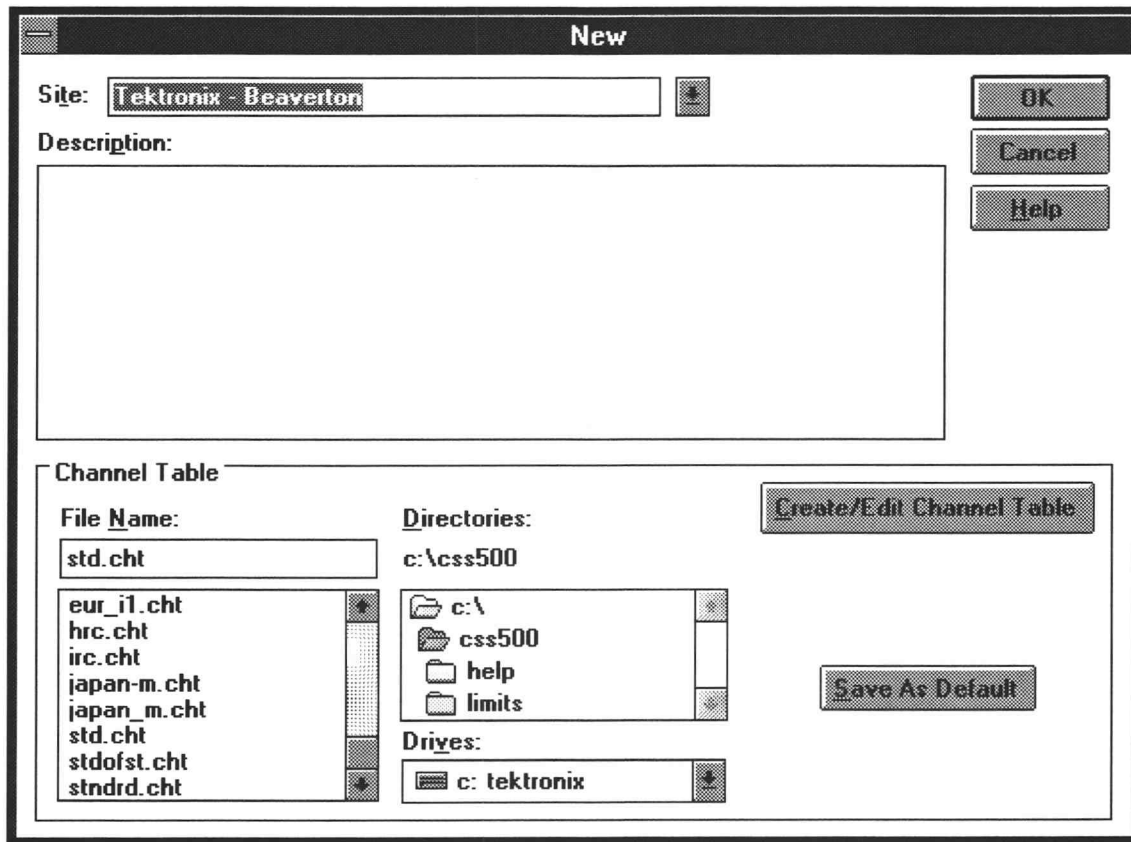 New
Site: Tektronix - Beaverton
OK
Description:
Cancel
Help
Channel Table
File Name:
Directories:
Create/Edit Channel Table
std.cht
c:\css500
eur_i1.cht
hrc.cht
irc.cht
japan-m.cht
japan_m.cht
std.cht
stdofst.cht
stndrd.cht
c:\
css500
help
limits
Save As Default
Drives:
c: tektronix